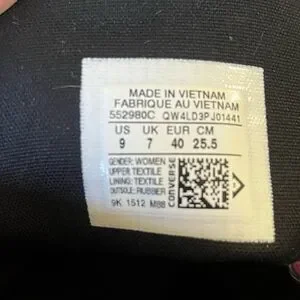 MADE IN VIETNAM
FABRIQUE AU VIETNAM
552980C QW4LD3PJ01441
US UK EUR CM
9 7 40 25.5
GENDER: WOMEN
UPPER: TEXTILE
LINING: TEXTILE
OUTSOLE: RUBBER
9K 1512 M88
CONVERSE